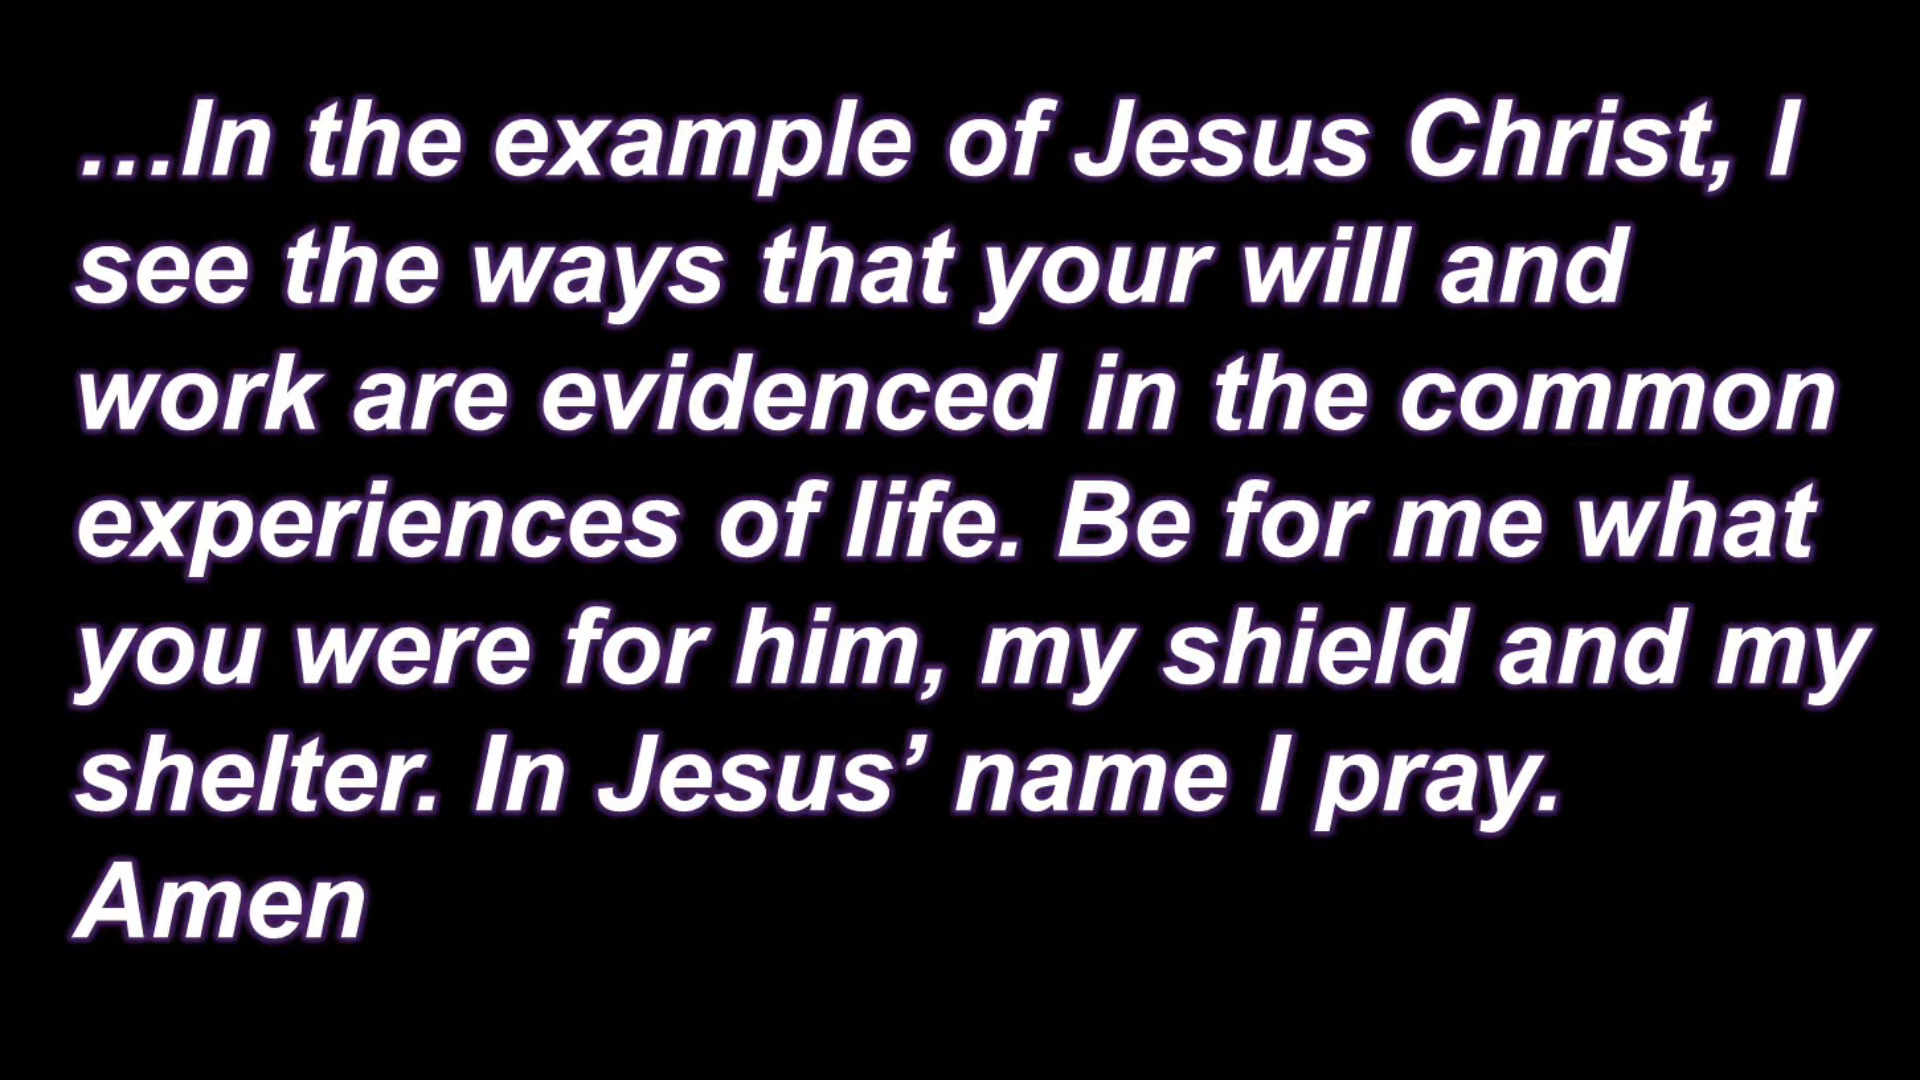 …In the example of Jesus Christ, I
see the ways that your will and
work are evidenced in the common
experiences of life. Be for me what
you were for him, my shield and my
shelter. In Jesus’ name I pray.
Amen